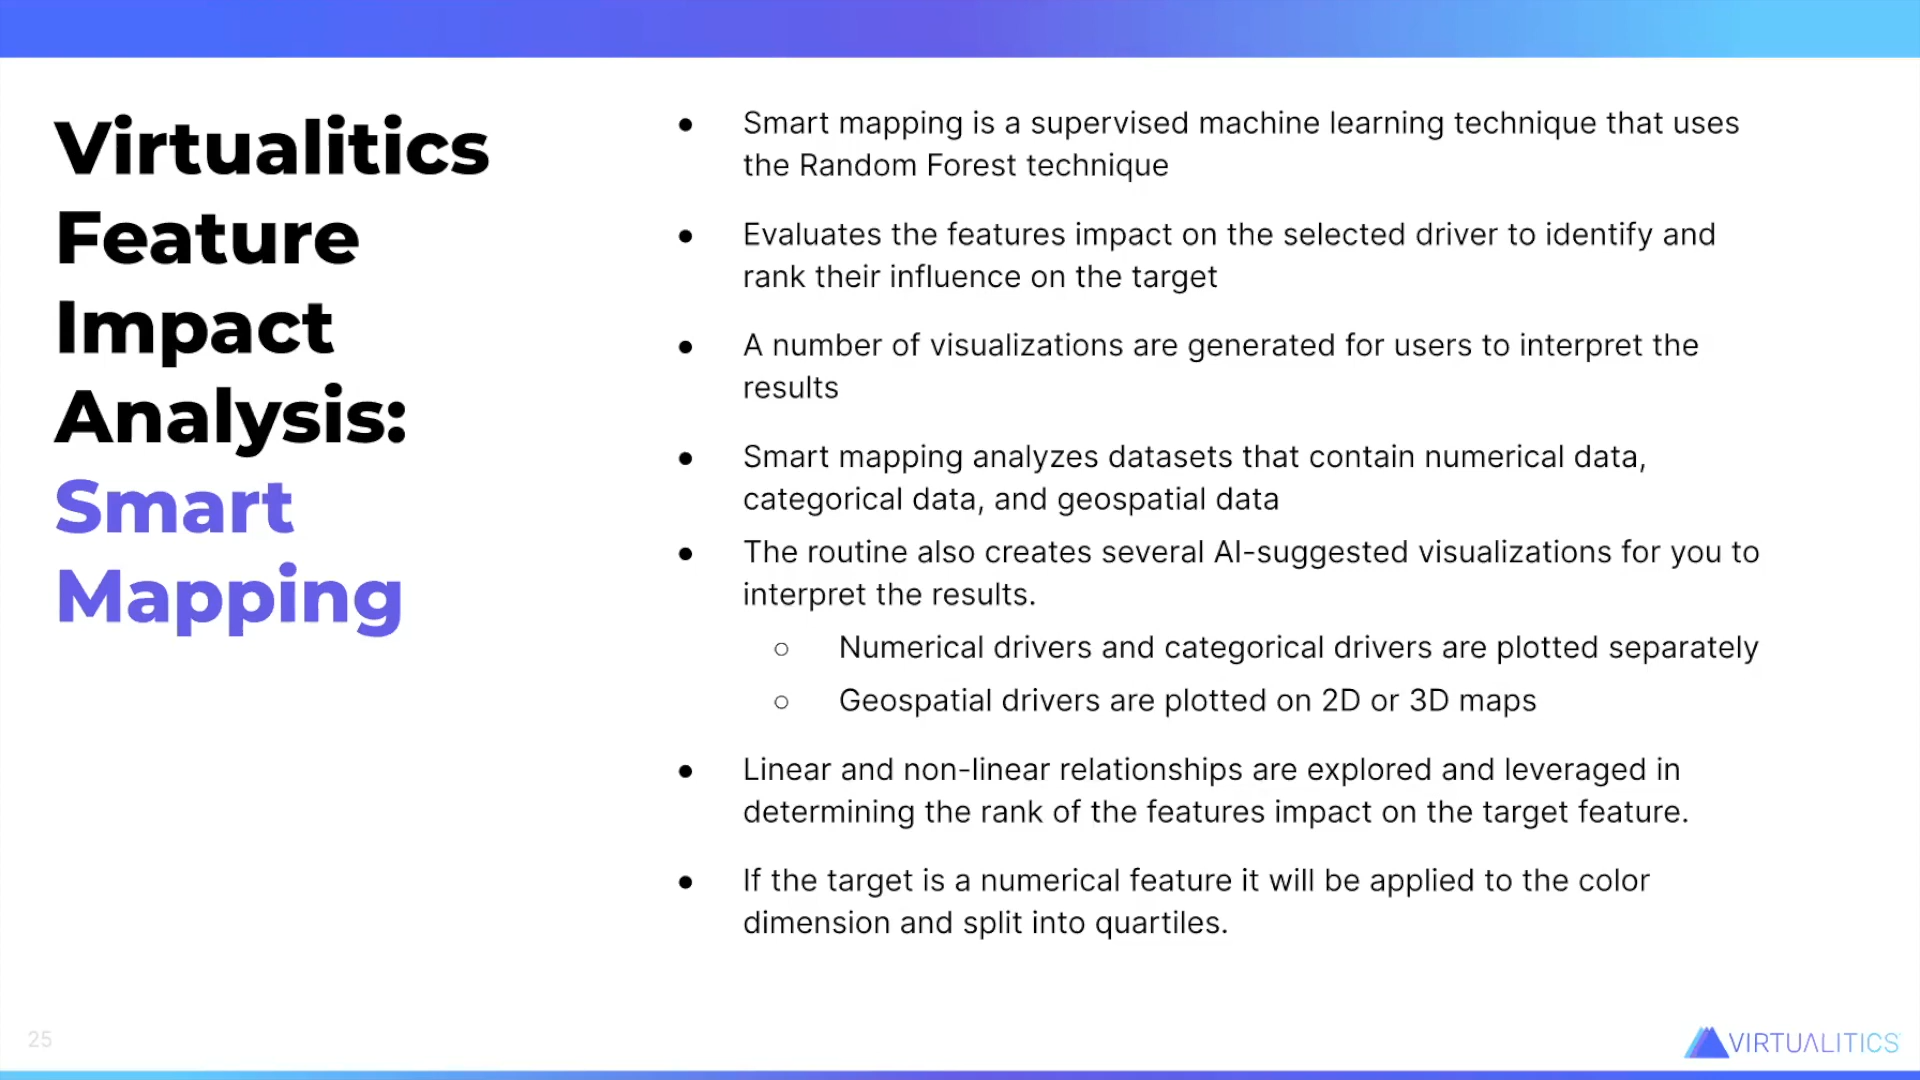 Virtualitics
Feature
Impact
Analysis:
Smart
Mapping
● Smart mapping is a supervised machine learning technique that uses
the Random Forest technique
● Evaluates the features impact on the selected driver to identify and
rank their influence on the target
● A number of visualizations are generated for users to interpret the
results
● Smart mapping analyzes datasets that contain numerical data,
categorical data, and geospatial data
● The routine also creates several AI-suggested visualizations for you to
interpret the results.
○ Numerical drivers and categorical drivers are plotted separately
○ Geospatial drivers are plotted on 2D or 3D maps
● Linear and non-linear relationships are explored and leveraged in
determining the rank of the features impact on the target feature.
● If the target is a numerical feature it will be applied to the color
dimension and split into quartiles.
25
VIRTUALITICS